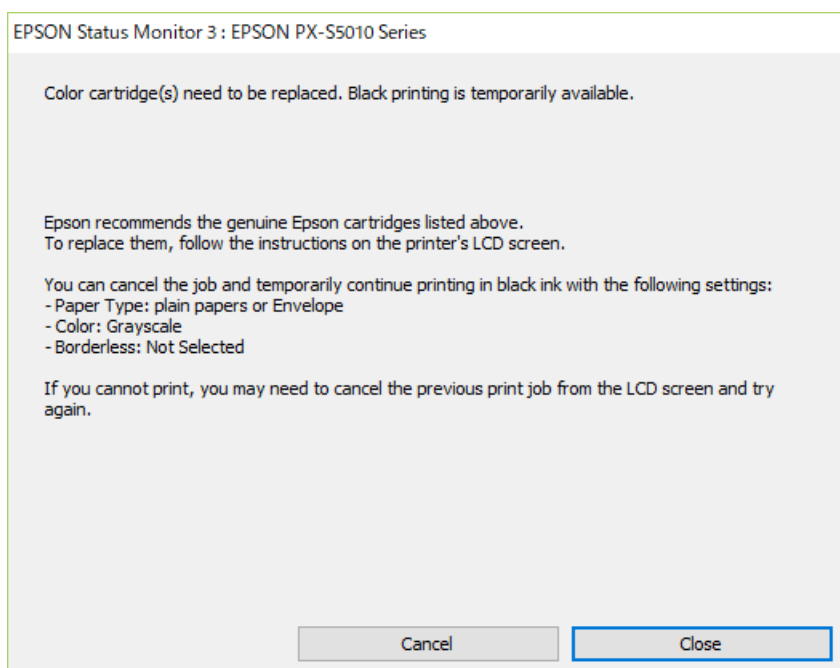 EPSON Status Monitor 3 : EPSON PX-S5010 Series
Color cartridge(s) need to be replaced. Black printing is temporarily available.
Epson recommends the genuine Epson cartridges listed above.
To replace them, follow the instructions on the printer's LCD screen.
You can cancel the job and temporarily continue printing in black ink with the following settings:
- Paper Type: plain papers or Envelope
- Color: Grayscale
- Borderless: Not Selected
If you cannot print, you may need to cancel the previous print job from the LCD screen and try
again.
Cancel Close